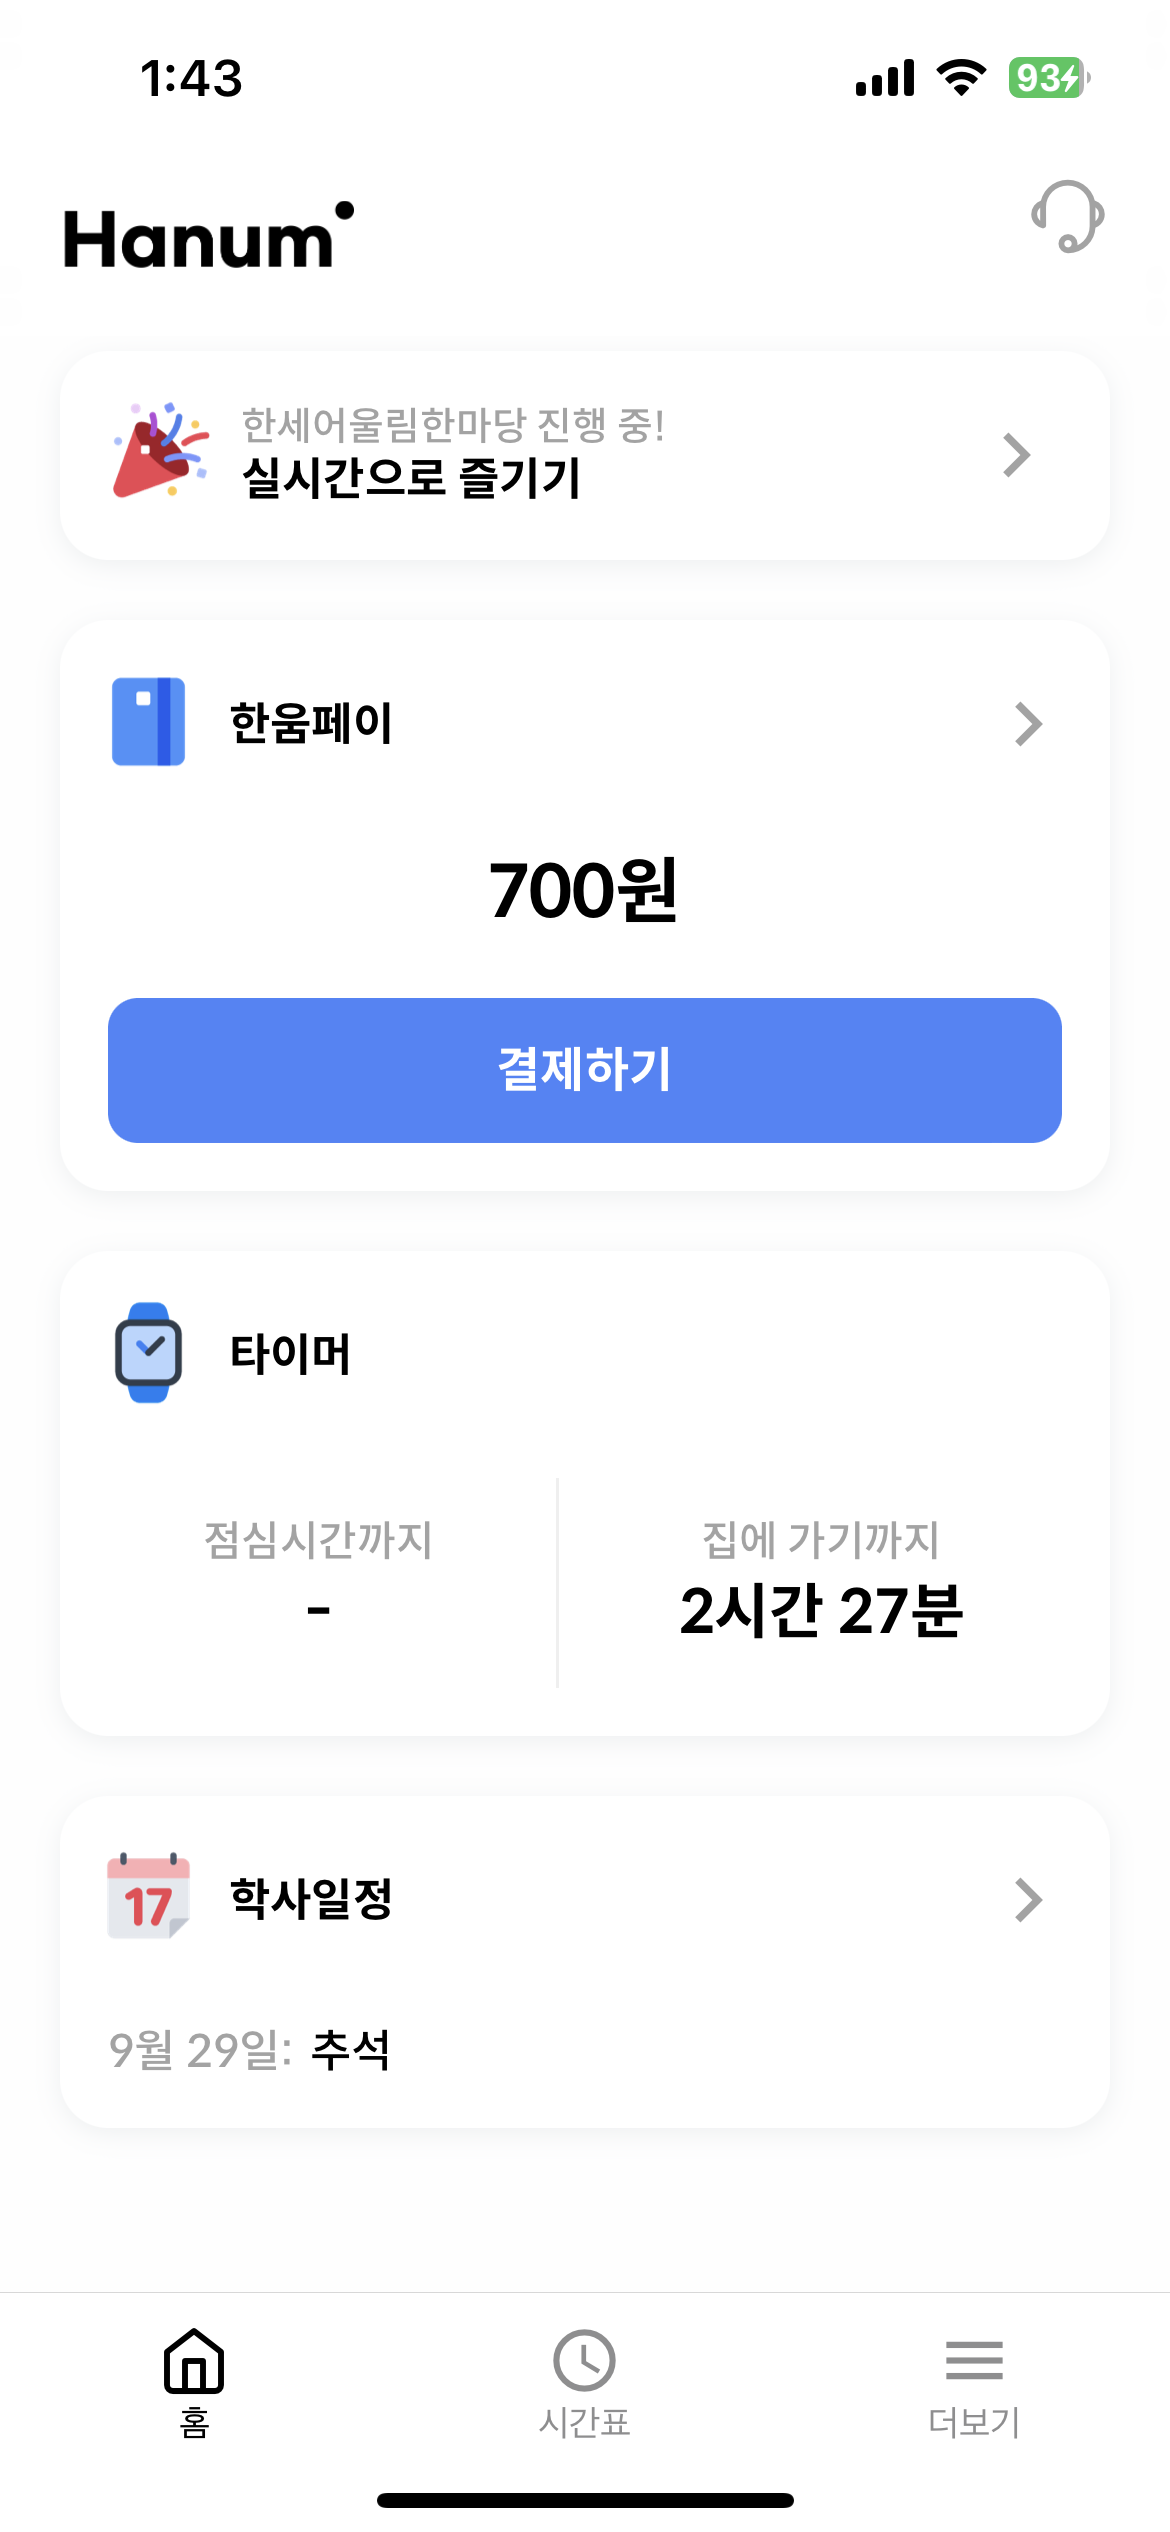 1:43
93
Hanum
한세어울림한마당 진행 중!
실시간으로 즐기기
한움페이
700원
결제하기
타이머
점심시간까지
-
집에 가기까지
2시간 27분
17
학사일정
9월 29일: 추석
홈
시간표
더보기